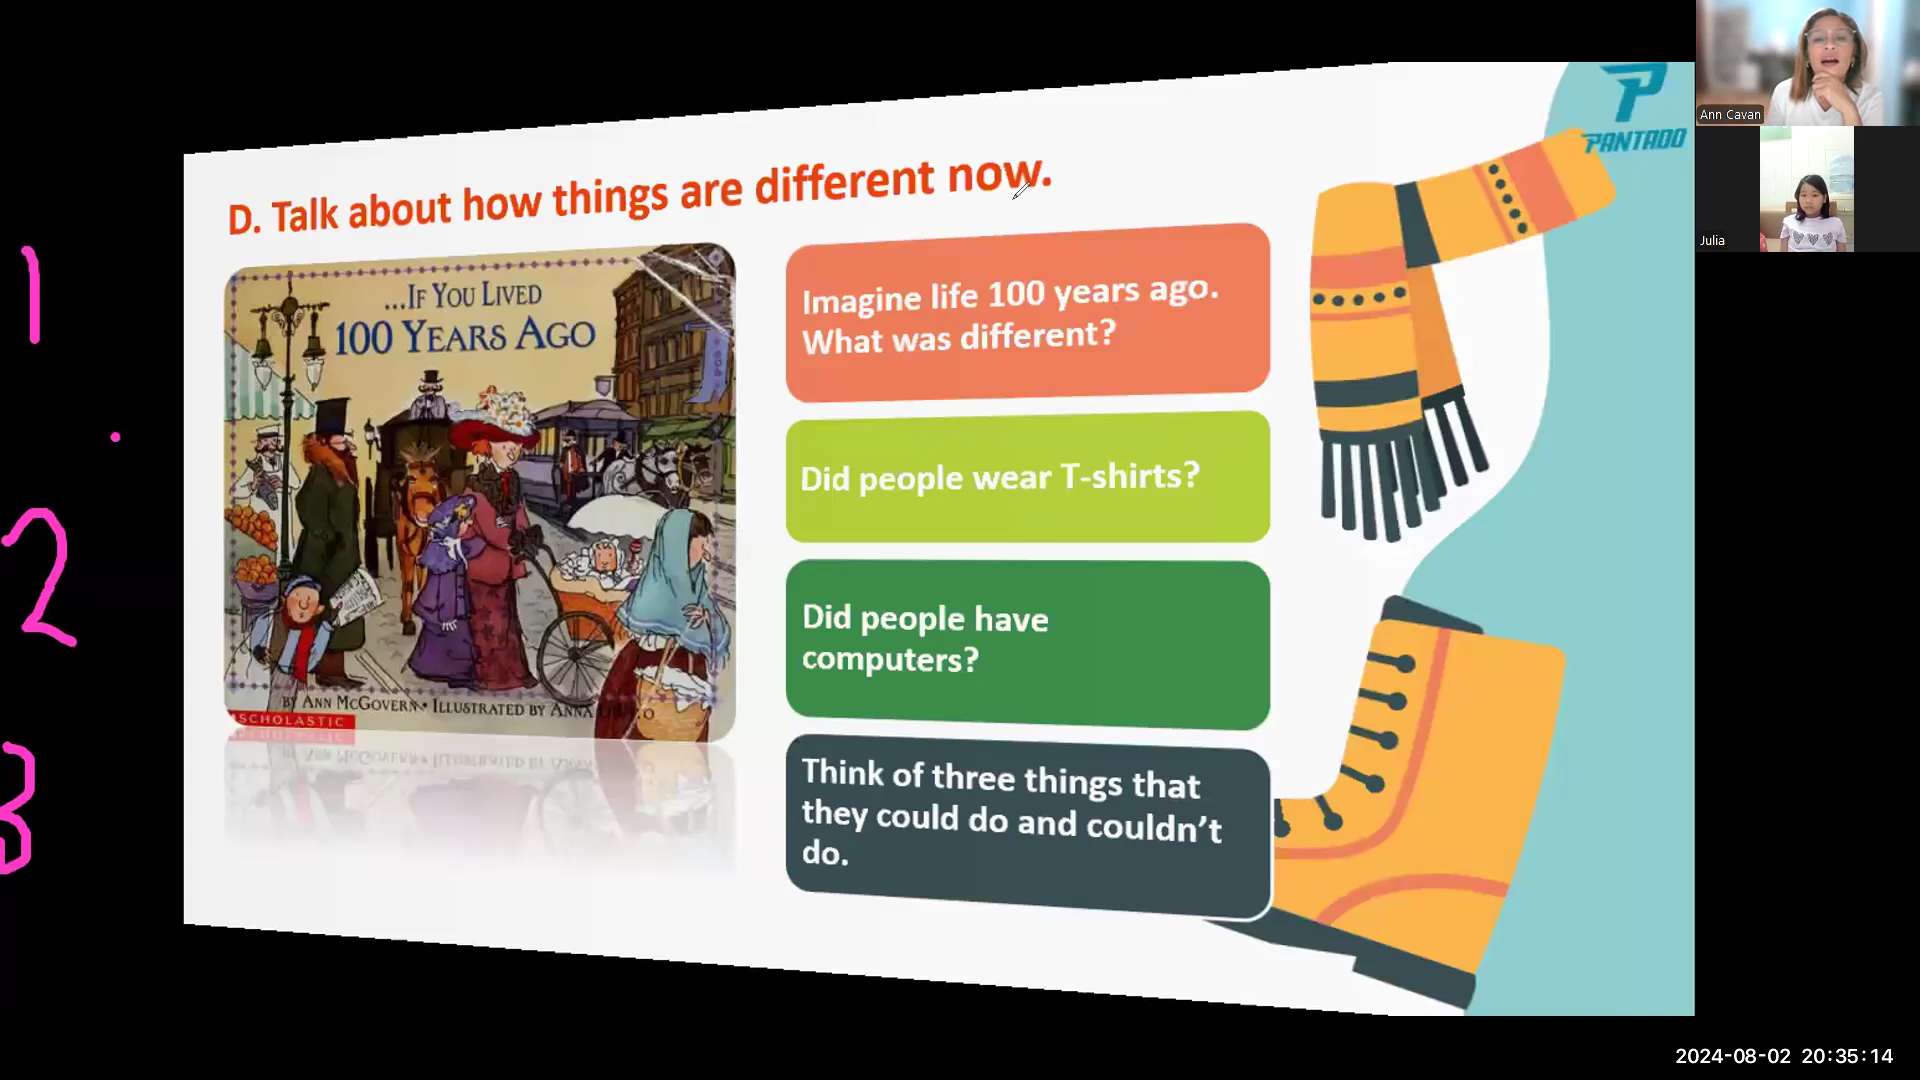 D. Talk about how things are different now.
...IF YOU LIVED
100 YEARS AGO
BY ANN MCGOVERN • ILLUSTRATED BY ANNA
SCHOLASTIC
Imagine life 100 years ago.
What was different?
Did people wear T-shirts?
Did people have
computers?
Think of three things that
they could do and couldn't
do.
PANTADO
Ann Cavan
Julia
1
2
3
2024-08-02 20:35:14